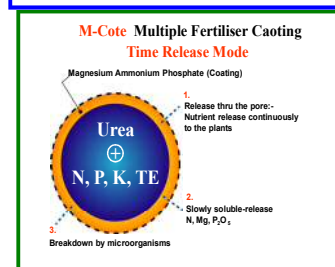 M-Cote Multiple Fertiliser Caoting
Time Release Mode
Magnesium Ammonium Phosphate (Coating)
1.
Release thru the pore:-
Nutrient release continuously
to the plants
Urea
⊕
N, P, K, TE
2.
Slowly soluble-release
N, Mg, P₂O₅
3.
Breakdown by microorganisms